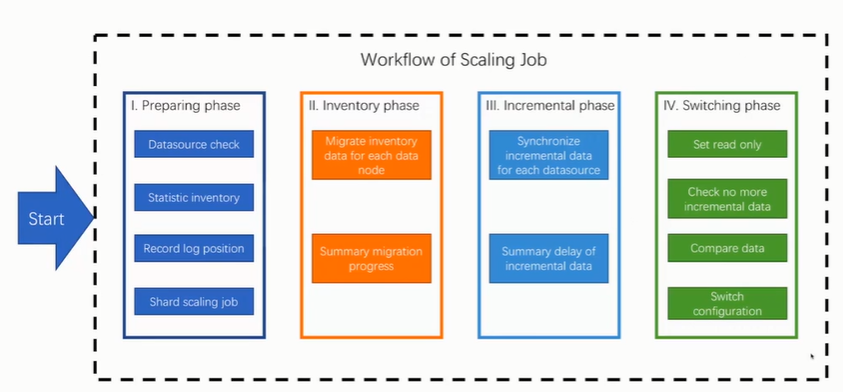 Workflow of Scaling Job
Start
I. Preparing phase
Datasource check
Statistic inventory
Record log position
Shard scaling job
II. Inventory phase
Migrate inventory
data for each data
node
Summary migration
progress
III. Incremental phase
Synchronize
incremental data
for each datasource
Summary delay of
incremental data
IV. Switching phase
Set read only
Check no more
incremental data
Compare data
Switch
configuration